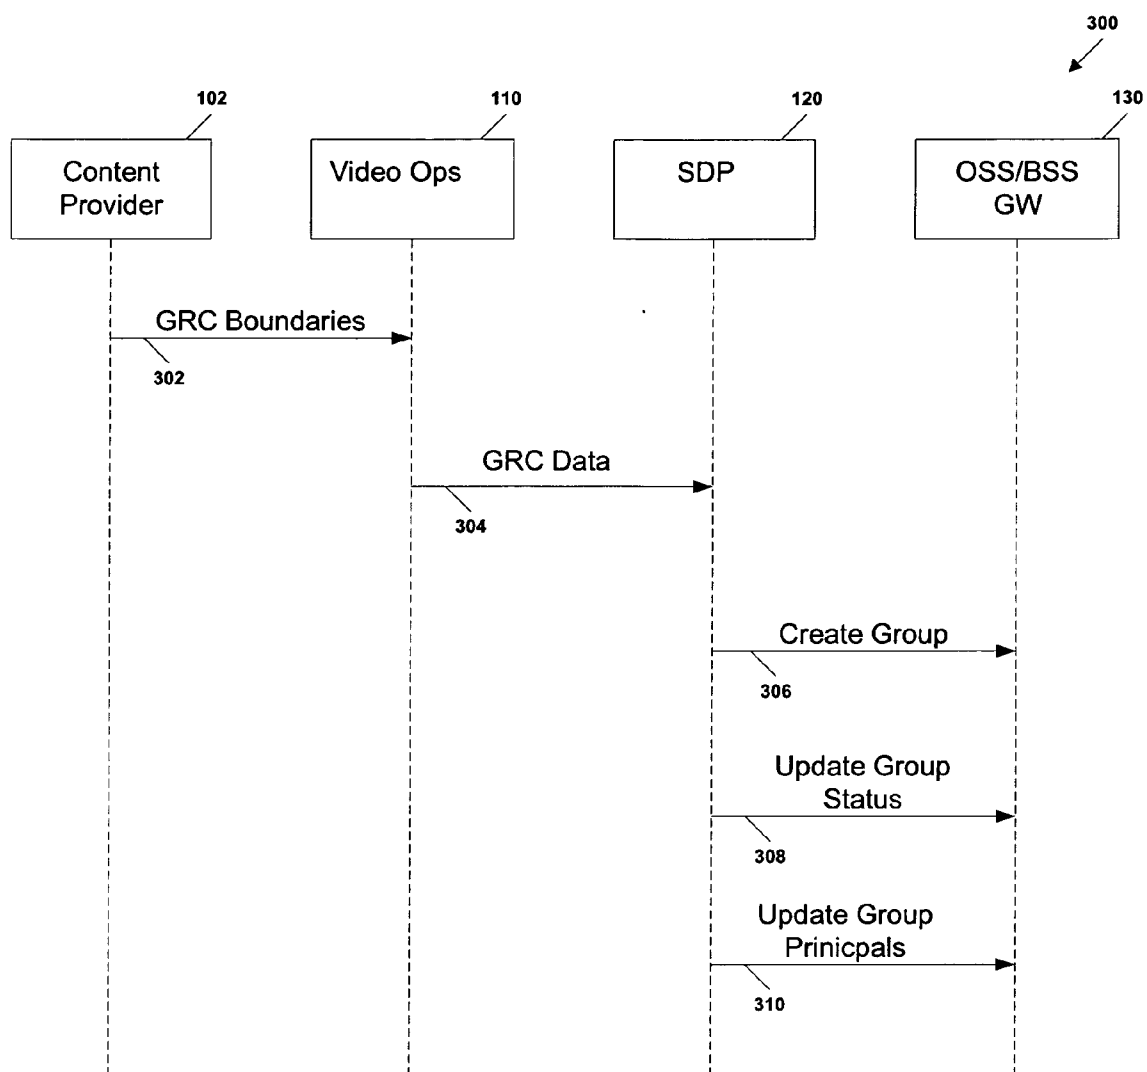 300
102
110
120
130
Content
Provider
Video Ops
SDP
OSS/BSS
GW
GRC Boundaries
302
GRC Data
304
Create Group
306
Update Group
Status
308
Update Group
Prinicpals
310